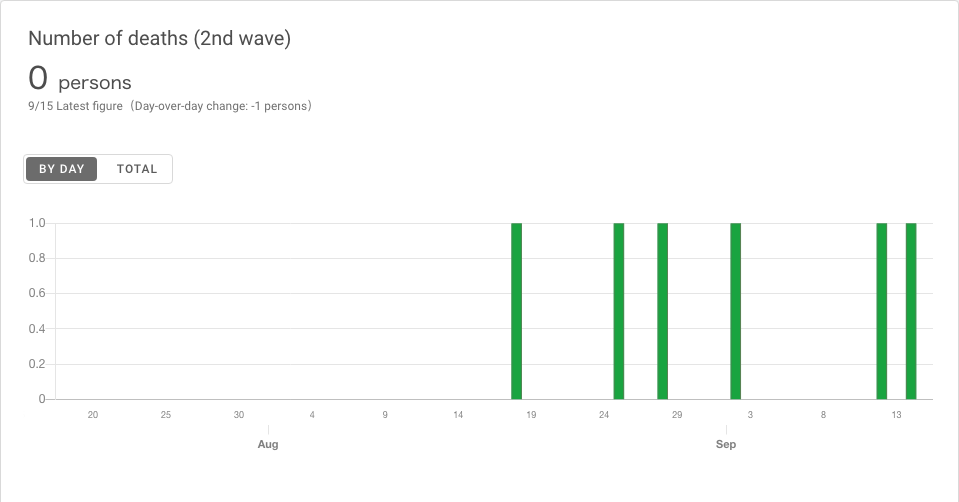 Number of deaths (2nd wave)
0 persons
9/15 Latest figure（Day-over-day change: -1 persons）
BY DAY TOTAL
1.0
0.8
0.6
0.4
0.2
0
20 25 30 4 9 14 19 24 29 3 8 13
Aug Sep